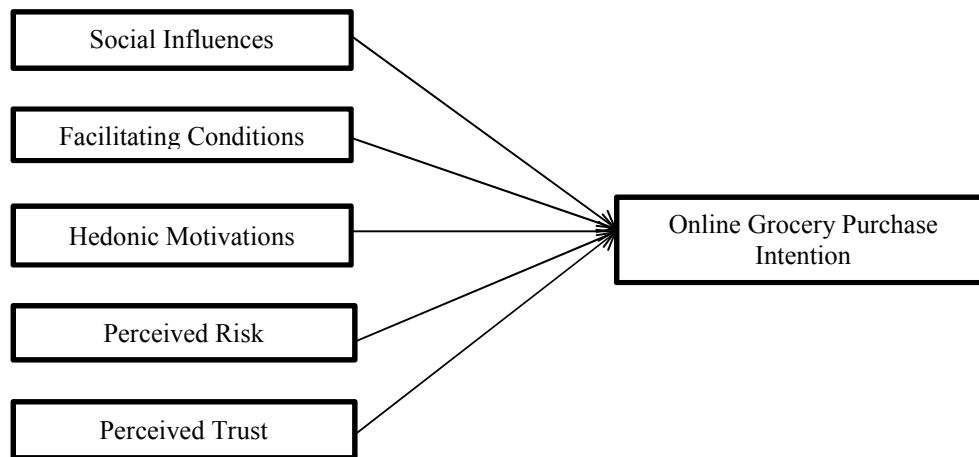 Social Influences
Facilitating Conditions
Hedonic Motivations
Online Grocery Purchase
Intention
Perceived Risk
Perceived Trust